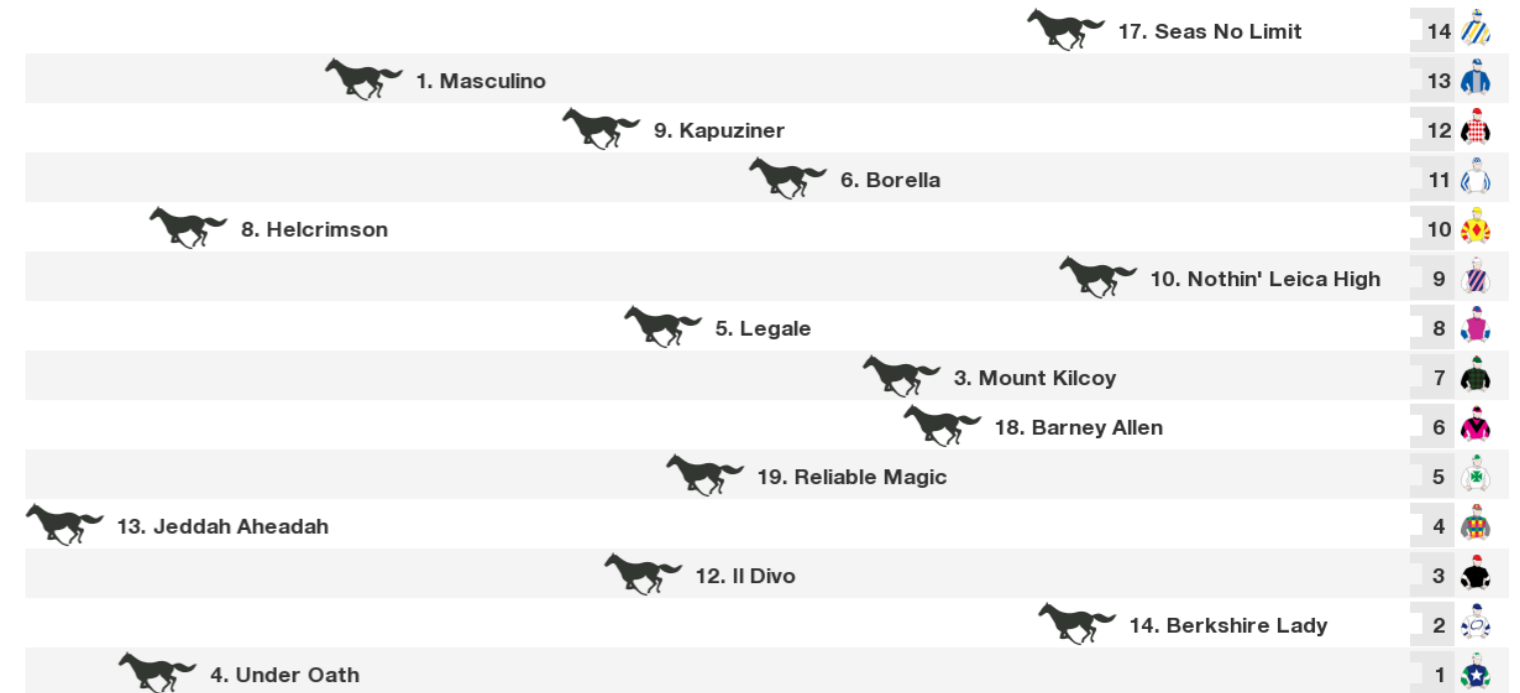 17. Seas No Limit 14
1. Masculino 13
9. Kapuziner 12
6. Borella 11
8. Helcrimson 10
10. Nothin' Leica High 9
5. Legale 8
3. Mount Kilcoy 7
18. Barney Allen 6
19. Reliable Magic 5
13. Jeddah Aheadah 4
12. Il Divo 3
14. Berkshire Lady 2
4. Under Oath 1